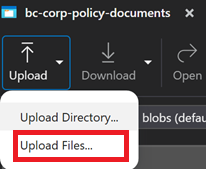 bc-corp-policy-documents
Upload Download Open
Upload Directory... blobs (defau
Upload Files...